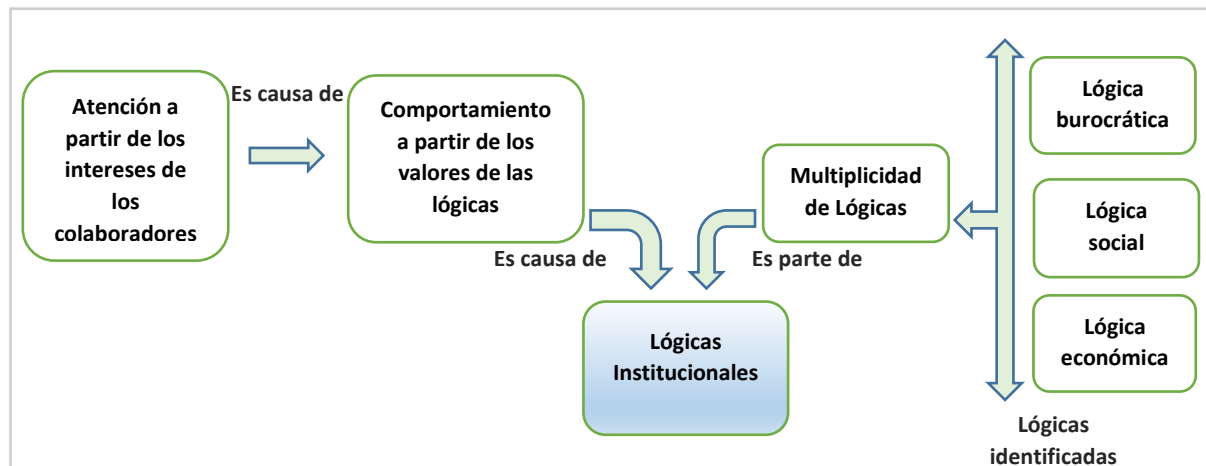 Atención a
partir de los
intereses de
los
colaboradores
Es causa de
Comportamiento
a partir de los
valores de las
lógicas
Es causa de
Multiplicidad
de Lógicas
Es parte de
Lógicas
Institucionales
Lógica
burocrática
Lógica
social
Lógica
económica
Lógicas
identificadas